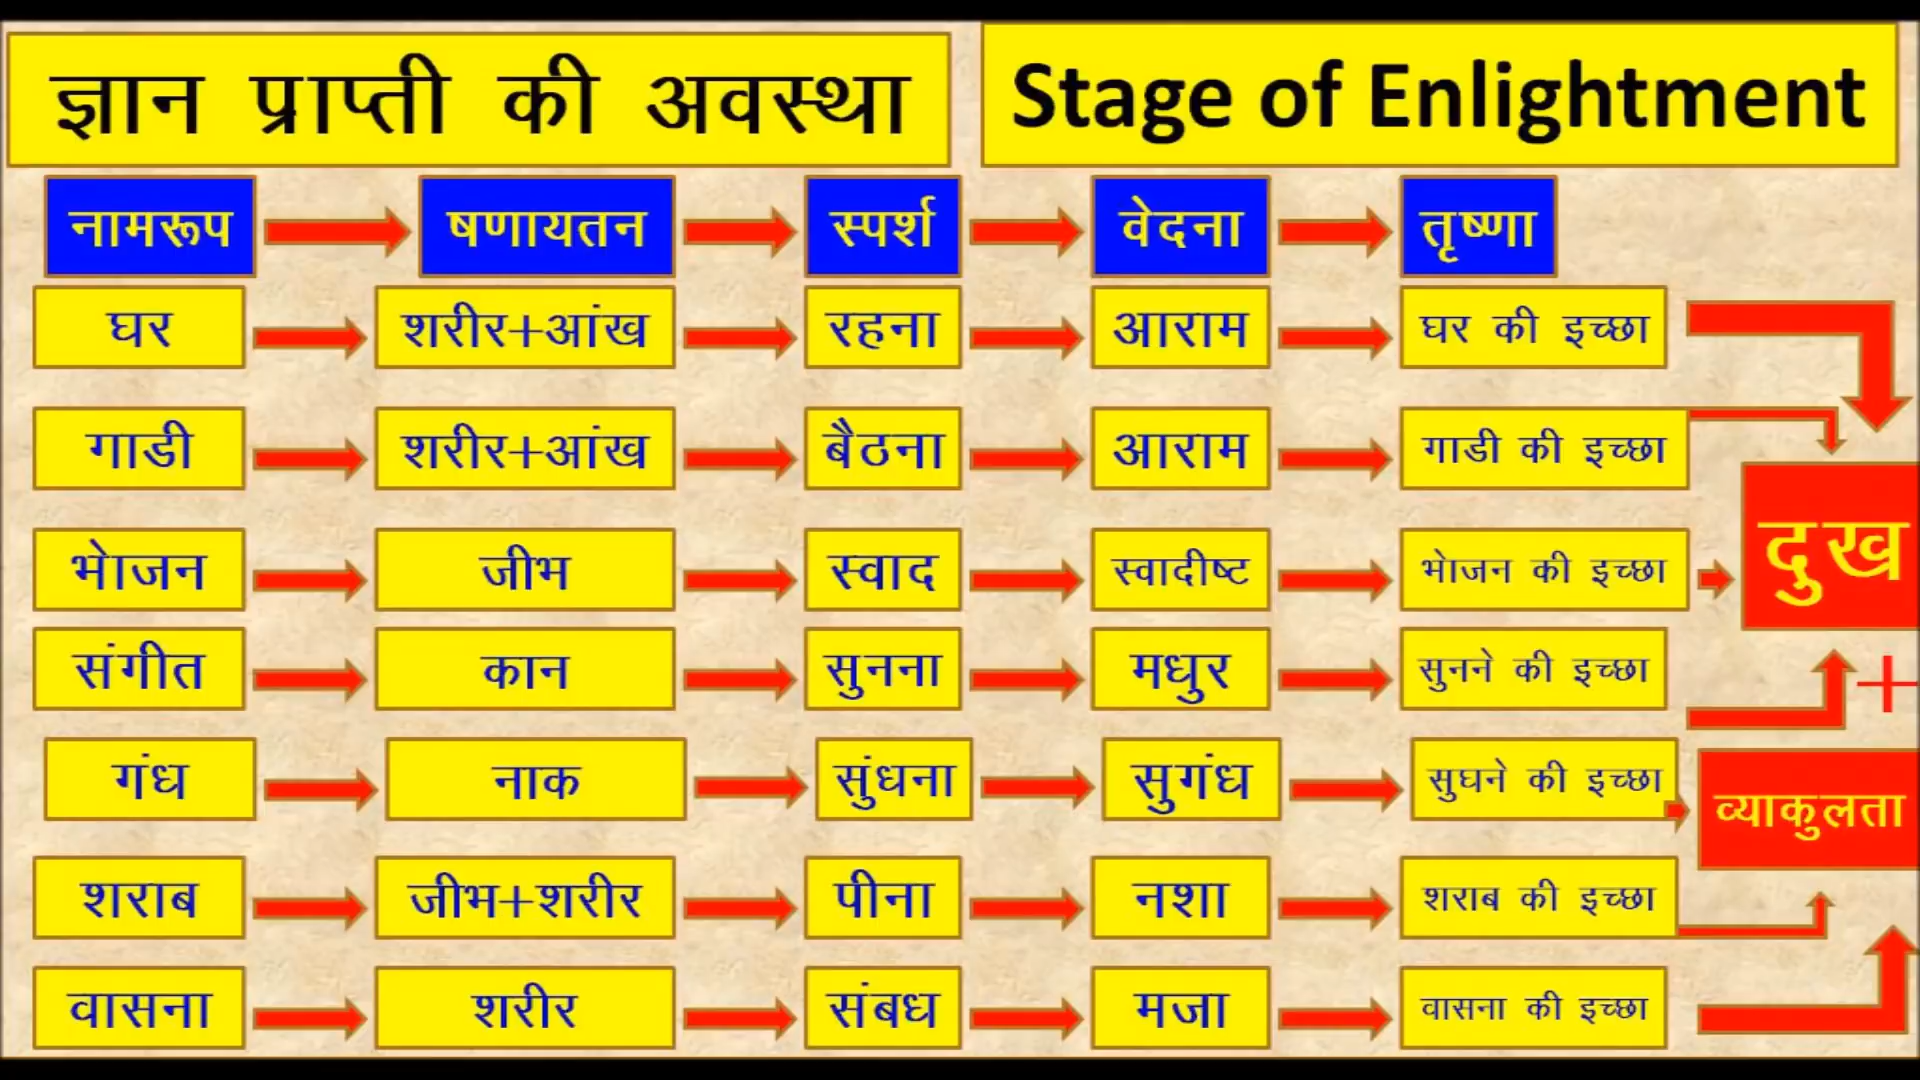 ज्ञान प्राप्ती की अवस्था
Stage of Enlightment
नामरूप षणायतन स्पर्श वेदना तृष्णा
घर शरीर+आंख रहना आराम घर की इच्छा
गाडी शरीर+आंख बैठना आराम गाडी की इच्छा
भोजन जीभ स्वाद स्वादीष्ट भोजन की इच्छा
दुख
संगीत कान सुनना मधुर सुनने की इच्छा
+
गंध नाक सुंधना सुगंध सुघने की इच्छा
व्याकुलता
शराब जीभ+शरीर पीना नशा शराब की इच्छा
वासना शरीर संबध मजा वासना की इच्छा